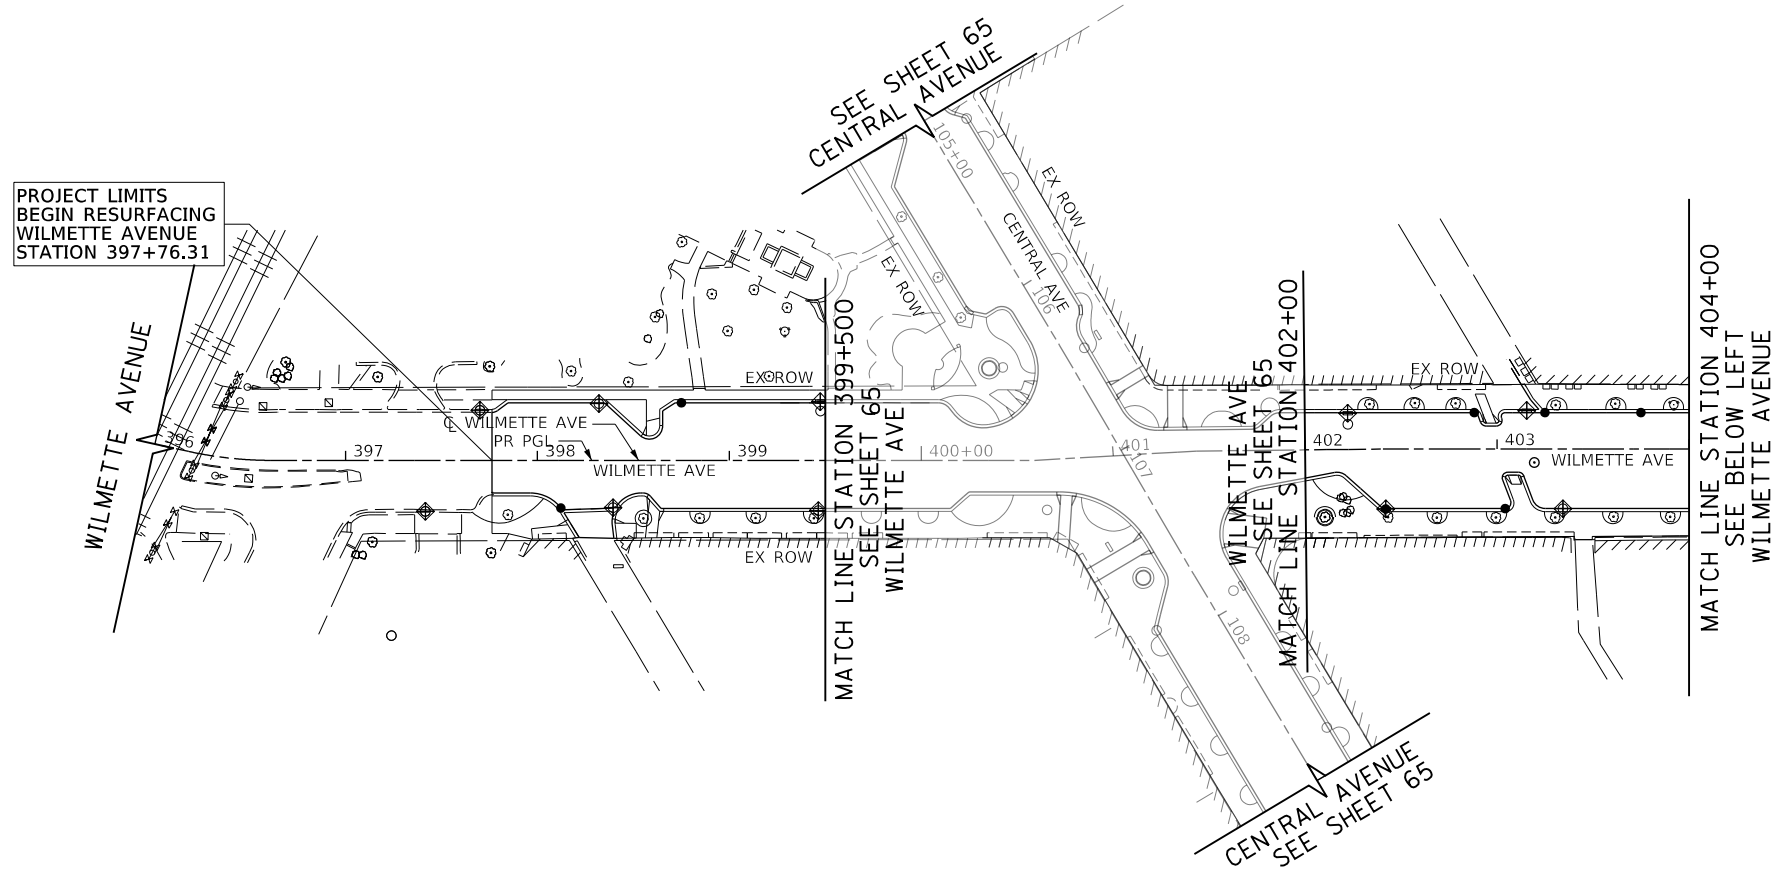 SEE SHEET 65
CENTRAL AVENUE
PROJECT LIMITS
BEGIN RESURFACING
WILMETTE AVENUE
STATION 397+76.31
WILMETTE AVENUE
105+00
EX ROW
CENTRAL AVE
106
EX ROW
EX ROW
MATCH LINE STATION 399+500
SEE SHEET 65
WILMETTE AVE
℄ WILMETTE AVE
PR PGL
WILMETTE AVE
396
397
398
399
400+00
401
107
108
EX ROW
WILMETTE AVE
SEE SHEET 65
MATCH LINE STATION 402+00
EX ROW
402
403
WILMETTE AVE
MATCH LINE STATION 404+00
SEE BELOW LEFT
WILMETTE AVENUE
CENTRAL AVENUE
SEE SHEET 65